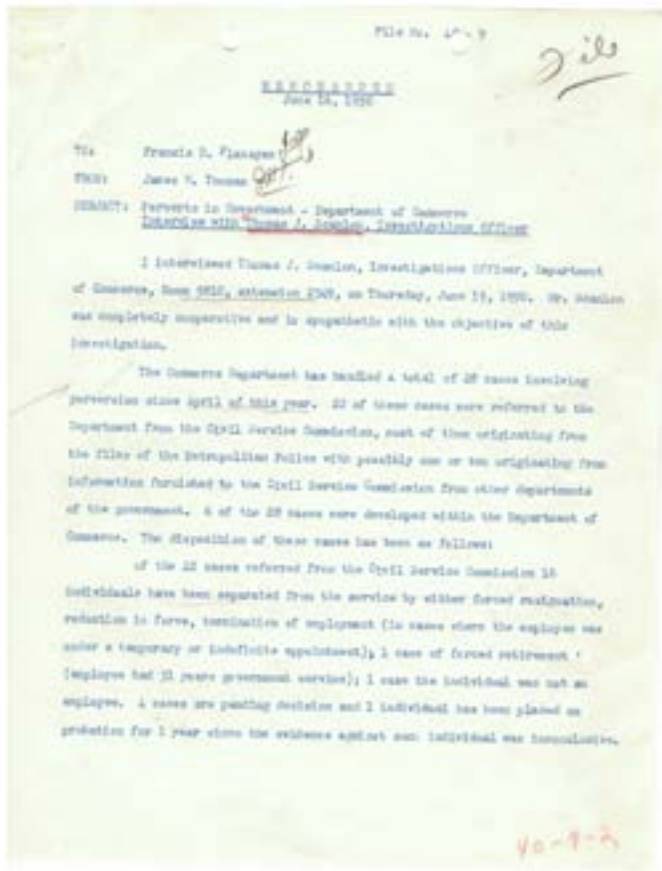 File No. 40-9
File
MEMORANDUM
June 16, 1950
TO: Francis D. Flanagan
FROM: James E. Thomas
SUBJECT: Perverts in Government - Department of Commerce
Interview with Thomas J. Scanlon, Investigations Officer
I interviewed Thomas J. Scanlon, Investigations Officer, Department
of Commerce, Room extension on Thursday, June 15, 1950. Mr. Scanlon
was completely cooperative and is sympathetic with the objective of this
investigation.
The Commerce Department has handled a total of 28 cases involving
perversion since April of this year. 22 of these cases were referred to the
Department from the Civil Service Commission, most of them originating from
the files of the Metropolitan Police with possibly one or two originating from
information furnished to the Civil Service Commission from other departments
of the government. 6 of the 28 cases were developed within the Department of
Commerce. The disposition of these cases has been as follows:
Of the 22 cases referred from the Civil Service Commission
individuals have been separated from the service by either forced resignation,
reduction in force, termination of employment (in cases where the employee was
under a temporary or indefinite appointment); 1 case of forced retirement
(employee had 31 years government service); 1 case the individual was not an
employee. 4 cases are pending decision and 1 individual has been placed on
probation for 1 year since the evidence against such individual was inconclusive.
40-9-2